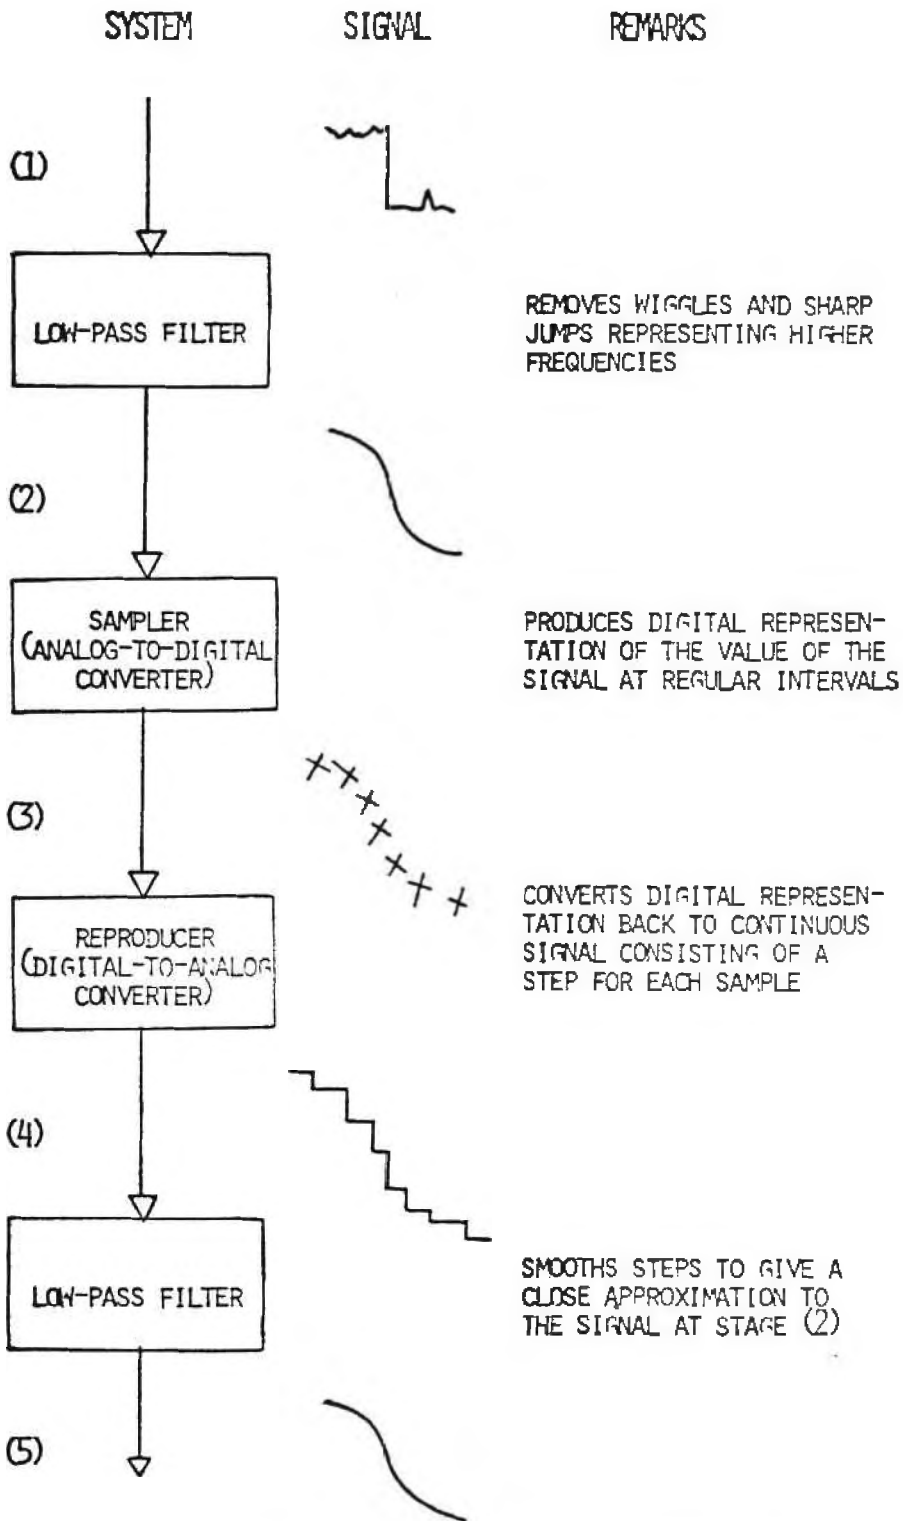 SYSTEM SIGNAL REMARKS
(1)
LOW-PASS FILTER
REMOVES WIGGLES AND SHARP
JUMPS REPRESENTING HIGHER
FREQUENCIES
(2)
SAMPLER
(ANALOG-TO-DIGITAL
CONVERTER)
PRODUCES DIGITAL REPRESEN-
TATION OF THE VALUE OF THE
SIGNAL AT REGULAR INTERVALS
(3)
REPRODUCER
(DIGITAL-TO-ANALOG
CONVERTER)
CONVERTS DIGITAL REPRESEN-
TATION BACK TO CONTINUOUS
SIGNAL CONSISTING OF A
STEP FOR EACH SAMPLE
(4)
LOW-PASS FILTER
SMOOTHS STEPS TO GIVE A
CLOSE APPROXIMATION TO
THE SIGNAL AT STAGE (2)
(5)